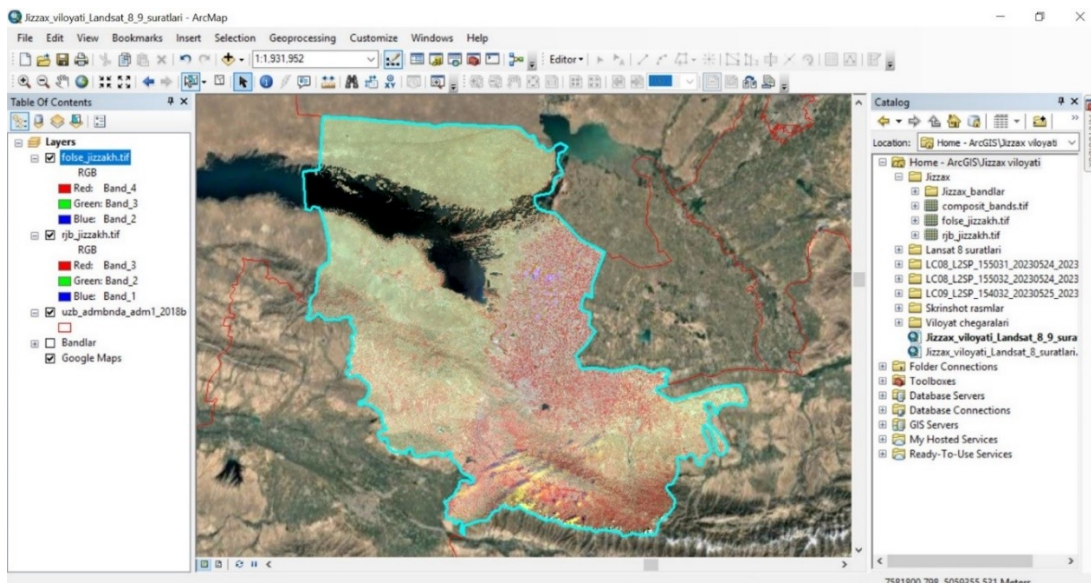 Jizzax_viloyati_Landsat_8_9_suratlari - ArcMap
File Edit View Bookmarks Insert Selection Geoprocessing Customize Windows Help
1:1.931,952
Editor
Table Of Contents
Layers
folse_jizzakh.tif
RGB
Red: Band_4
Green: Band_3
Blue: Band_2
rjb_jizzakh.tif
RGB
Red: Band_3
Green: Band_2
Blue: Band_1
uzb_admbnda_adm1_2018b
Bandlar
Google Maps
Catalog
Location: Home - ArcGIS\Jizzax viloyati
Home - ArcGIS\Jizzax viloyati
Jizzax
Jizzax_bandlar
composit_bands.tif
folse_jizzakh.tif
rjb_jizzakh.tif
Lansat 8 suratlari
LC08_L2SP_155031_20230524_2023
LC08_L2SP_155032_20230524_2023
LC09_L2SP_154032_20230525_2023
Skrinshot rasmlar
Viloyat chegaralari
Jizzax_viloyati_Landsat_8_9_sura
Jizzax_viloyati_Landsat_8_suratlari.
Folder Connections
Toolboxes
Database Servers
Database Connections
GIS Servers
My Hosted Services
Ready-To-Use Services
7581800,798 5059355,531 Meters